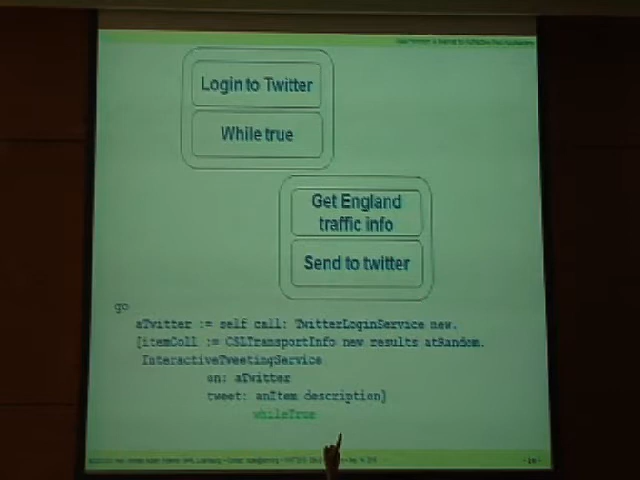 Login to Twitter
While true
Get England
traffic info
Send to twitter
go
aTwitter := self call: TwitterLoginService new.
[itemColl := CSLTransportInfo new results atRandom.
InteractiveTweetingService
on: aTwitter
tweet: anItem description]
whileTrue